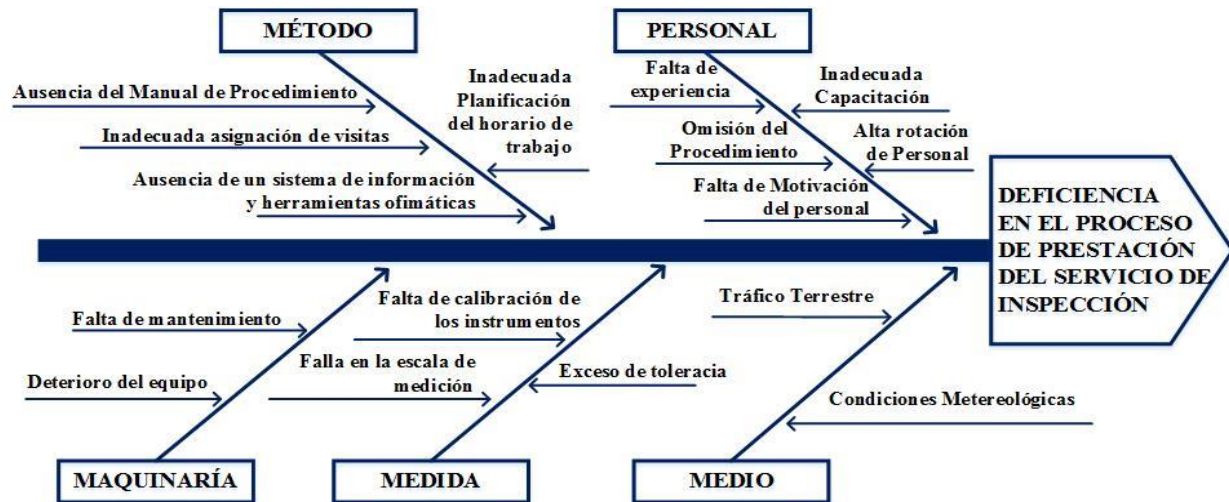 MÉTODO
PERSONAL
Ausencia del Manual de Procedimiento
Inadecuada asignación de visitas
Ausencia de un sistema de información
y herramientas ofimáticas
Inadecuada
Planificación
del horario de
trabajo
Falta de
experiencia
Omisión del
Procedimiento
Falta de Motivación
del personal
Inadecuada
Capacitación
Alta rotación
de Personal
DEFICIENCIA
EN EL PROCESO
DE PRESTACIÓN
DEL SERVICIO DE
INSPECCIÓN
Falta de mantenimiento
Deterioro del equipo
Falta de calibración de
los instrumentos
Falla en la escala de
medición
Exceso de toleracia
Tráfico Terrestre
Condiciones Metereológicas
MAQUINARÍA
MEDIDA
MEDIO